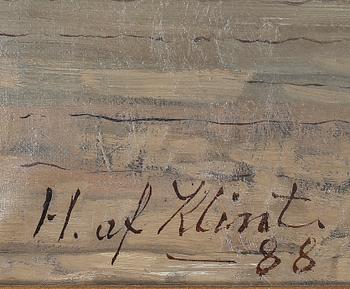 H. af Klint.
88